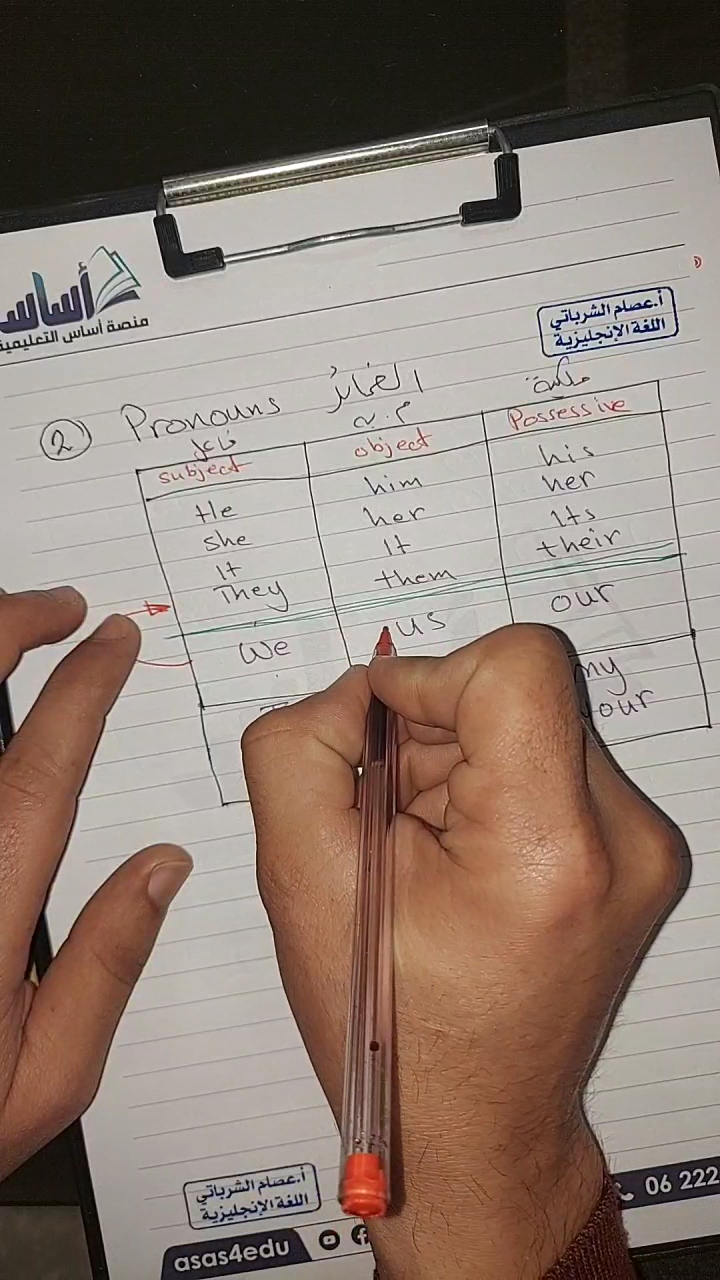 أساس
منصة أساس التعليمية
أ.عصام الشرباتي
اللغة الإنجليزية
2 Pronouns الضمائر
فاعل م.به ملكية
subject object Possessive
He him his
she her her
It It Its
They them their
We us our
my
your
أ.عصام الشرباتي
اللغة الإنجليزية
asas4edu
06 222